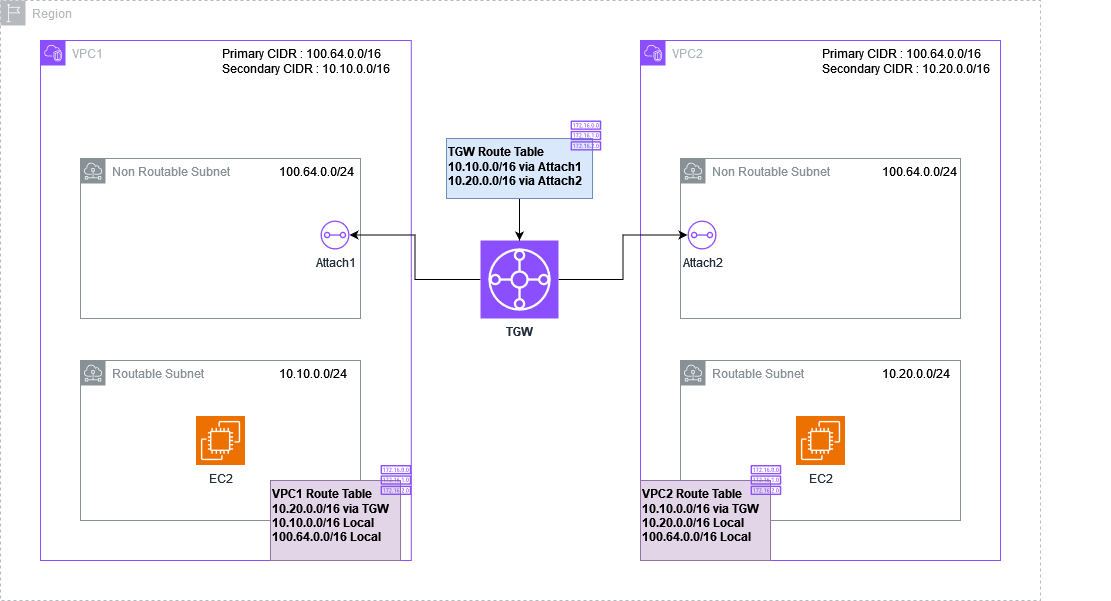 Region
VPC1
Primary CIDR : 100.64.0.0/16
Secondary CIDR : 10.10.0.0/16
VPC2
Primary CIDR : 100.64.0.0/16
Secondary CIDR : 10.20.0.0/16
172.16.0.0
172.16.1.0
172.16.2.0
TGW Route Table
10.10.0.0/16 via Attach1
10.20.0.0/16 via Attach2
Non Routable Subnet
100.64.0.0/24
Non Routable Subnet
100.64.0.0/24
Attach1
Attach2
TGW
Routable Subnet
10.10.0.0/24
Routable Subnet
10.20.0.0/24
EC2
EC2
172.16.0.0
172.16.1.0
172.16.2.0
VPC1 Route Table
10.20.0.0/16 via TGW
10.10.0.0/16 Local
100.64.0.0/16 Local
172.16.0.0
172.16.1.0
172.16.2.0
VPC2 Route Table
10.10.0.0/16 via TGW
10.20.0.0/16 Local
100.64.0.0/16 Local